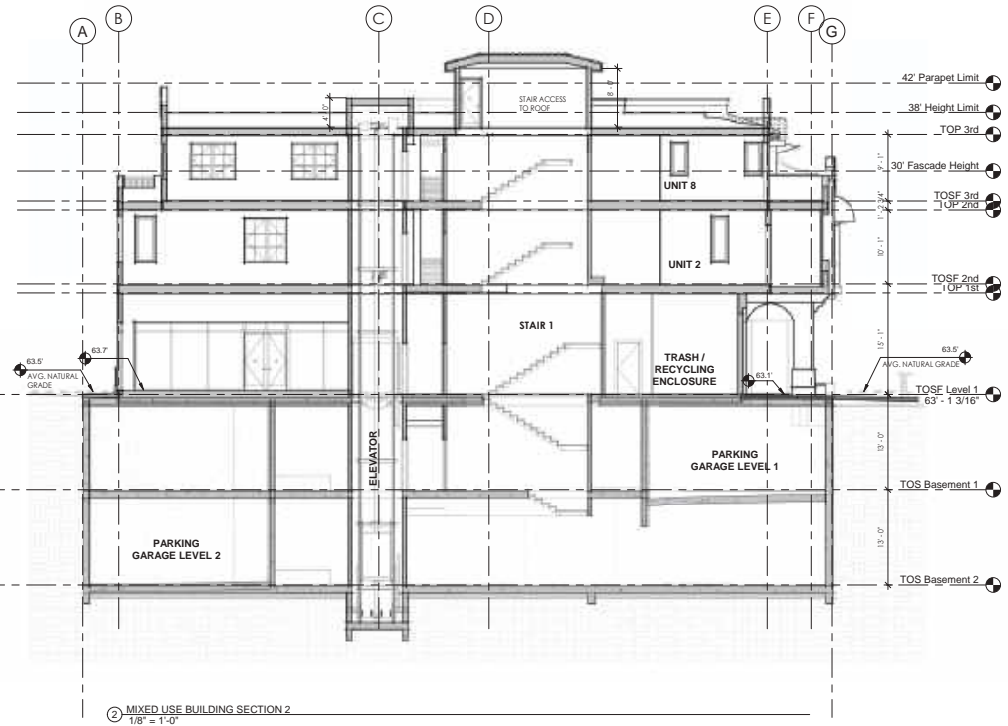 A
B
C
D
E
F
G
42' Parapet Limit
38' Height Limit
TOP 3rd
30' Fascade Height
TOSF 3rd
TOP 2nd
TOSF 2nd
TOP 1st
TOSF Level 1
63' - 1 3/16"
TOS Basement 1
TOS Basement 2
4' - 0"
8' - 0"
STAIR ACCESS
TO ROOF
9' - 1"
1' - 2 3/4"
10' - 1"
15' - 1"
13' - 0"
13' - 0"
UNIT 8
UNIT 2
STAIR 1
TRASH /
RECYCLING
ENCLOSURE
63.5'
AVG. NATURAL
GRADE
63.7'
63.1'
63.5'
AVG. NATURAL
GRADE
ELEVATOR
PARKING
GARAGE LEVEL 1
PARKING
GARAGE LEVEL 2
2
MIXED USE BUILDING SECTION 2
1/8" = 1'-0"